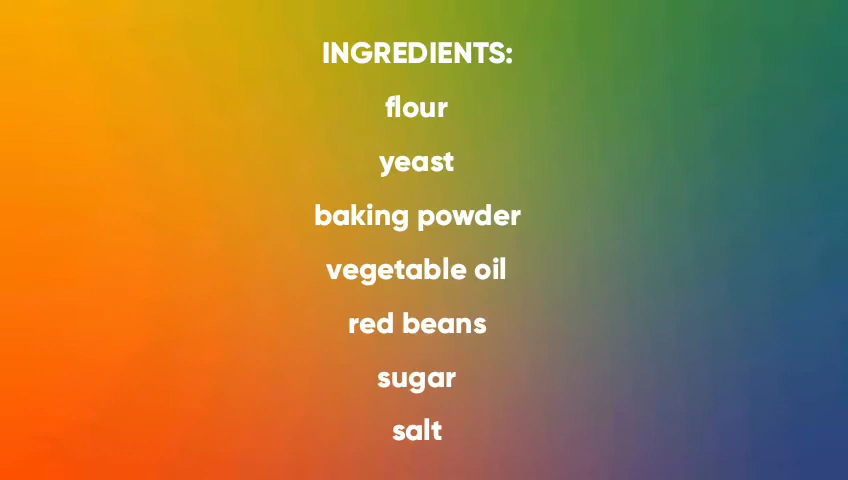 INGREDIENTS:
flour
yeast
baking powder
vegetable oil
red beans
sugar
salt